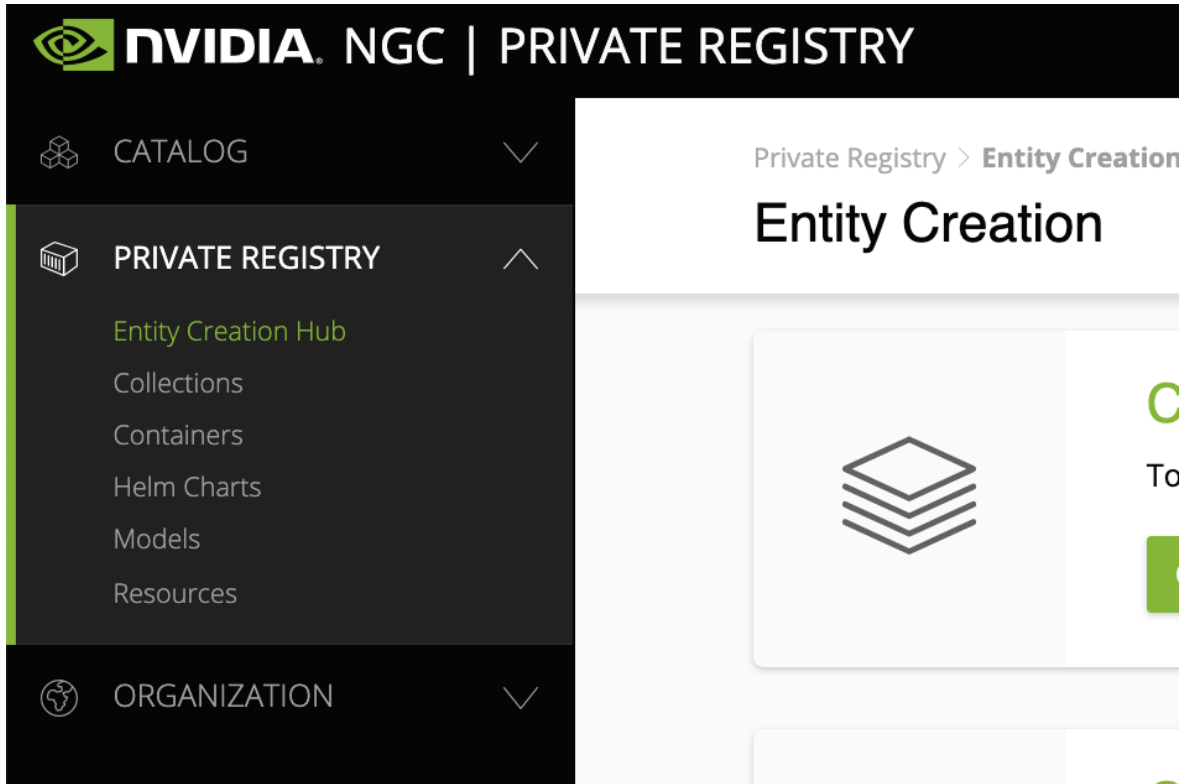 NVIDIA. NGC | PRIVATE REGISTRY
CATALOG
PRIVATE REGISTRY
Entity Creation Hub
Collections
Containers
Helm Charts
Models
Resources
ORGANIZATION
Private Registry > Entity Creation
Entity Creation
To